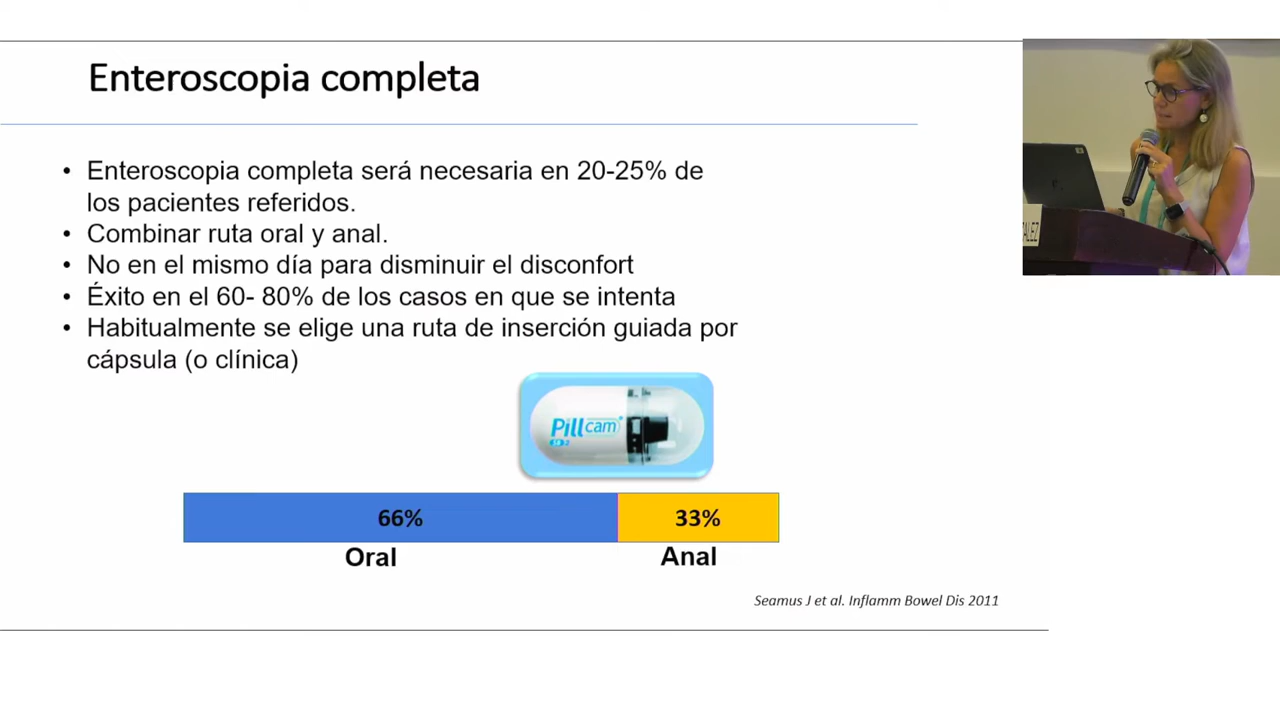 Enteroscopia completa
• Enteroscopia completa será necesaria en 20-25% de
los pacientes referidos.
• Combinar ruta oral y anal.
• No en el mismo día para disminuir el disconfort
• Éxito en el 60- 80% de los casos en que se intenta
• Habitualmente se elige una ruta de inserción guiada por
cápsula (o clínica)
Pillcam
66%
33%
Oral
Anal
Seamus J et al. Inflamm Bowel Dis 2011